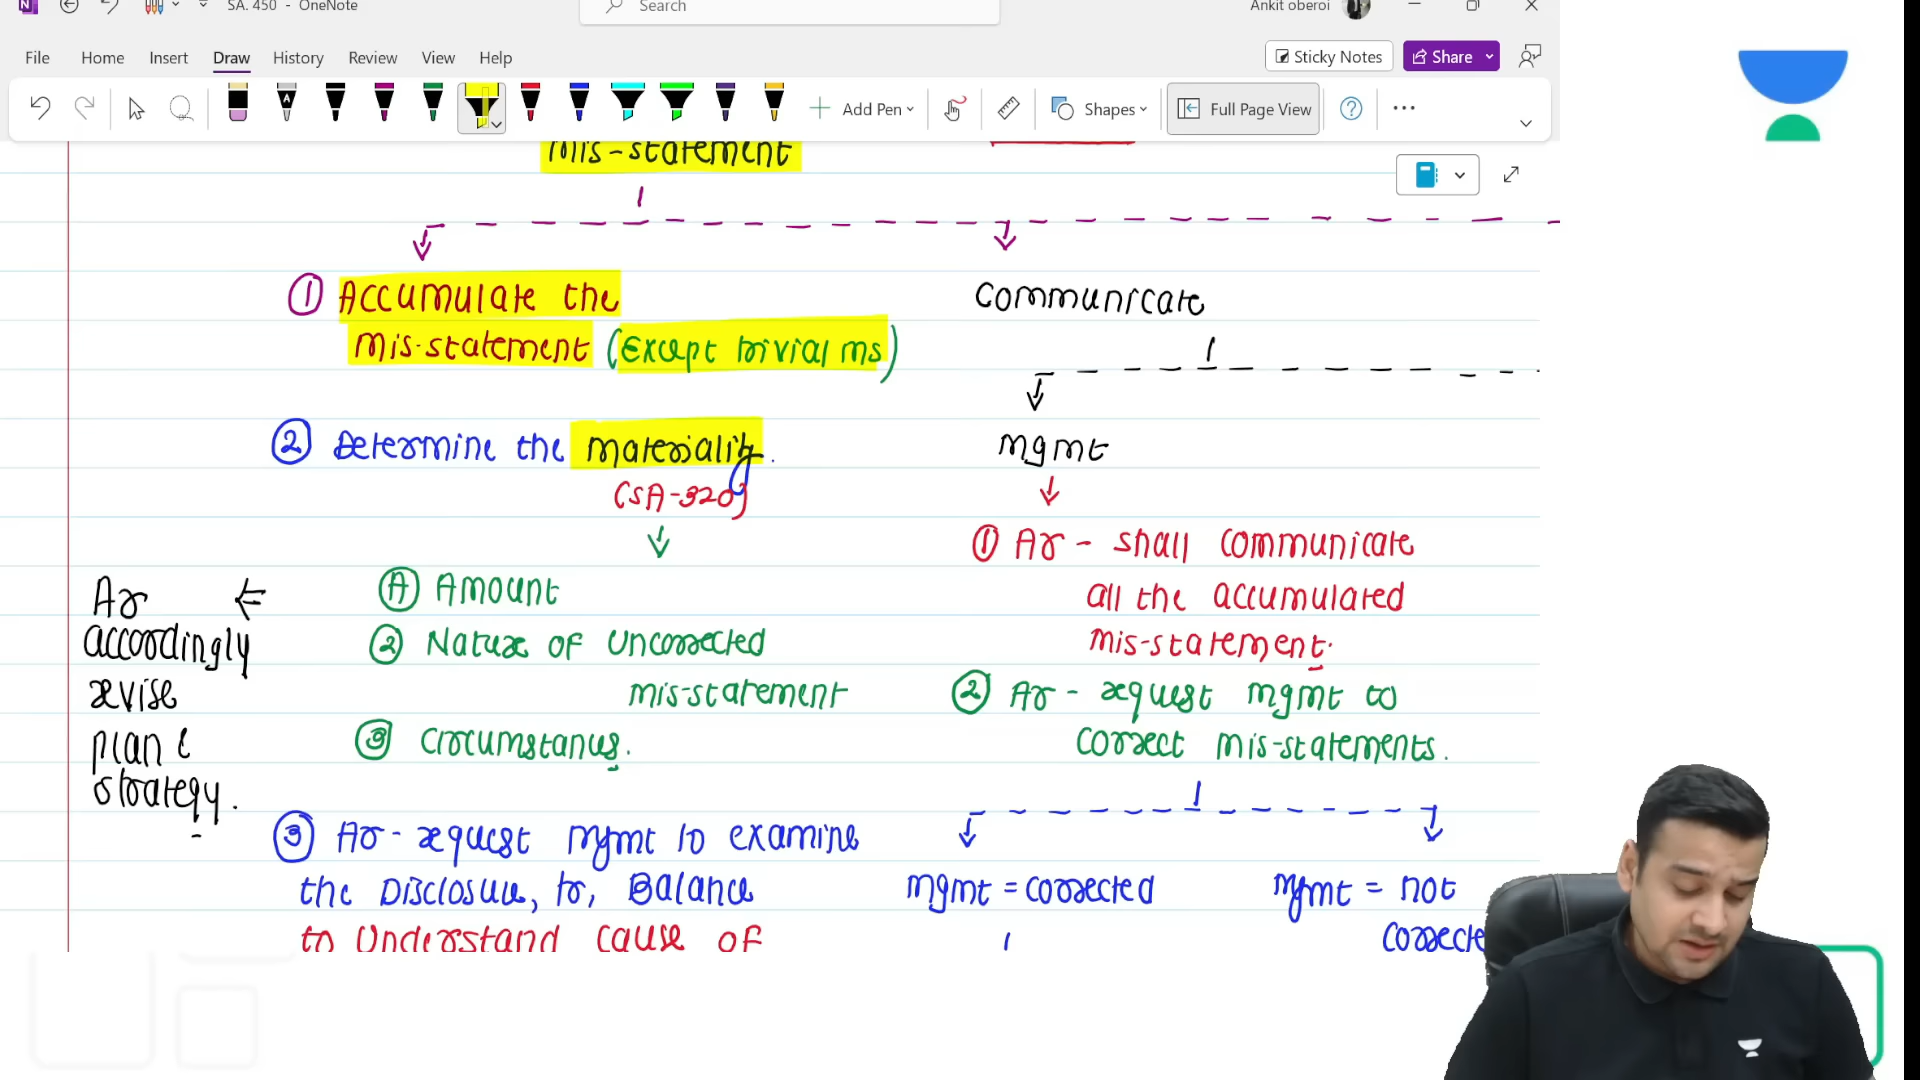 SA. 450 - OneNote
Search
Ankit oberoi
File Home Insert Draw History Review View Help
Sticky Notes
Share
Add Pen
Shapes
Full Page View
Mis-statement
① Accumulate the
Mis-statement (Except trivial ms)
② Determine the Materiality.
(SA-320)
Ⓐ Amount
② Nature of Uncorrected
mis-statement
③ Circumstances.
Ar
accordingly
revise
plan &
strategy.
③ Ar - request Mgmt to examine
the Disclosure, tr, Balance
to Understand cause of
Communicate
Mgmt
① Ar - shall communicate
all the accumulated
Mis-statement.
② Ar - request mgmt to
correct mis-statements.
Mgmt = corrected
Mgmt = not
correcte